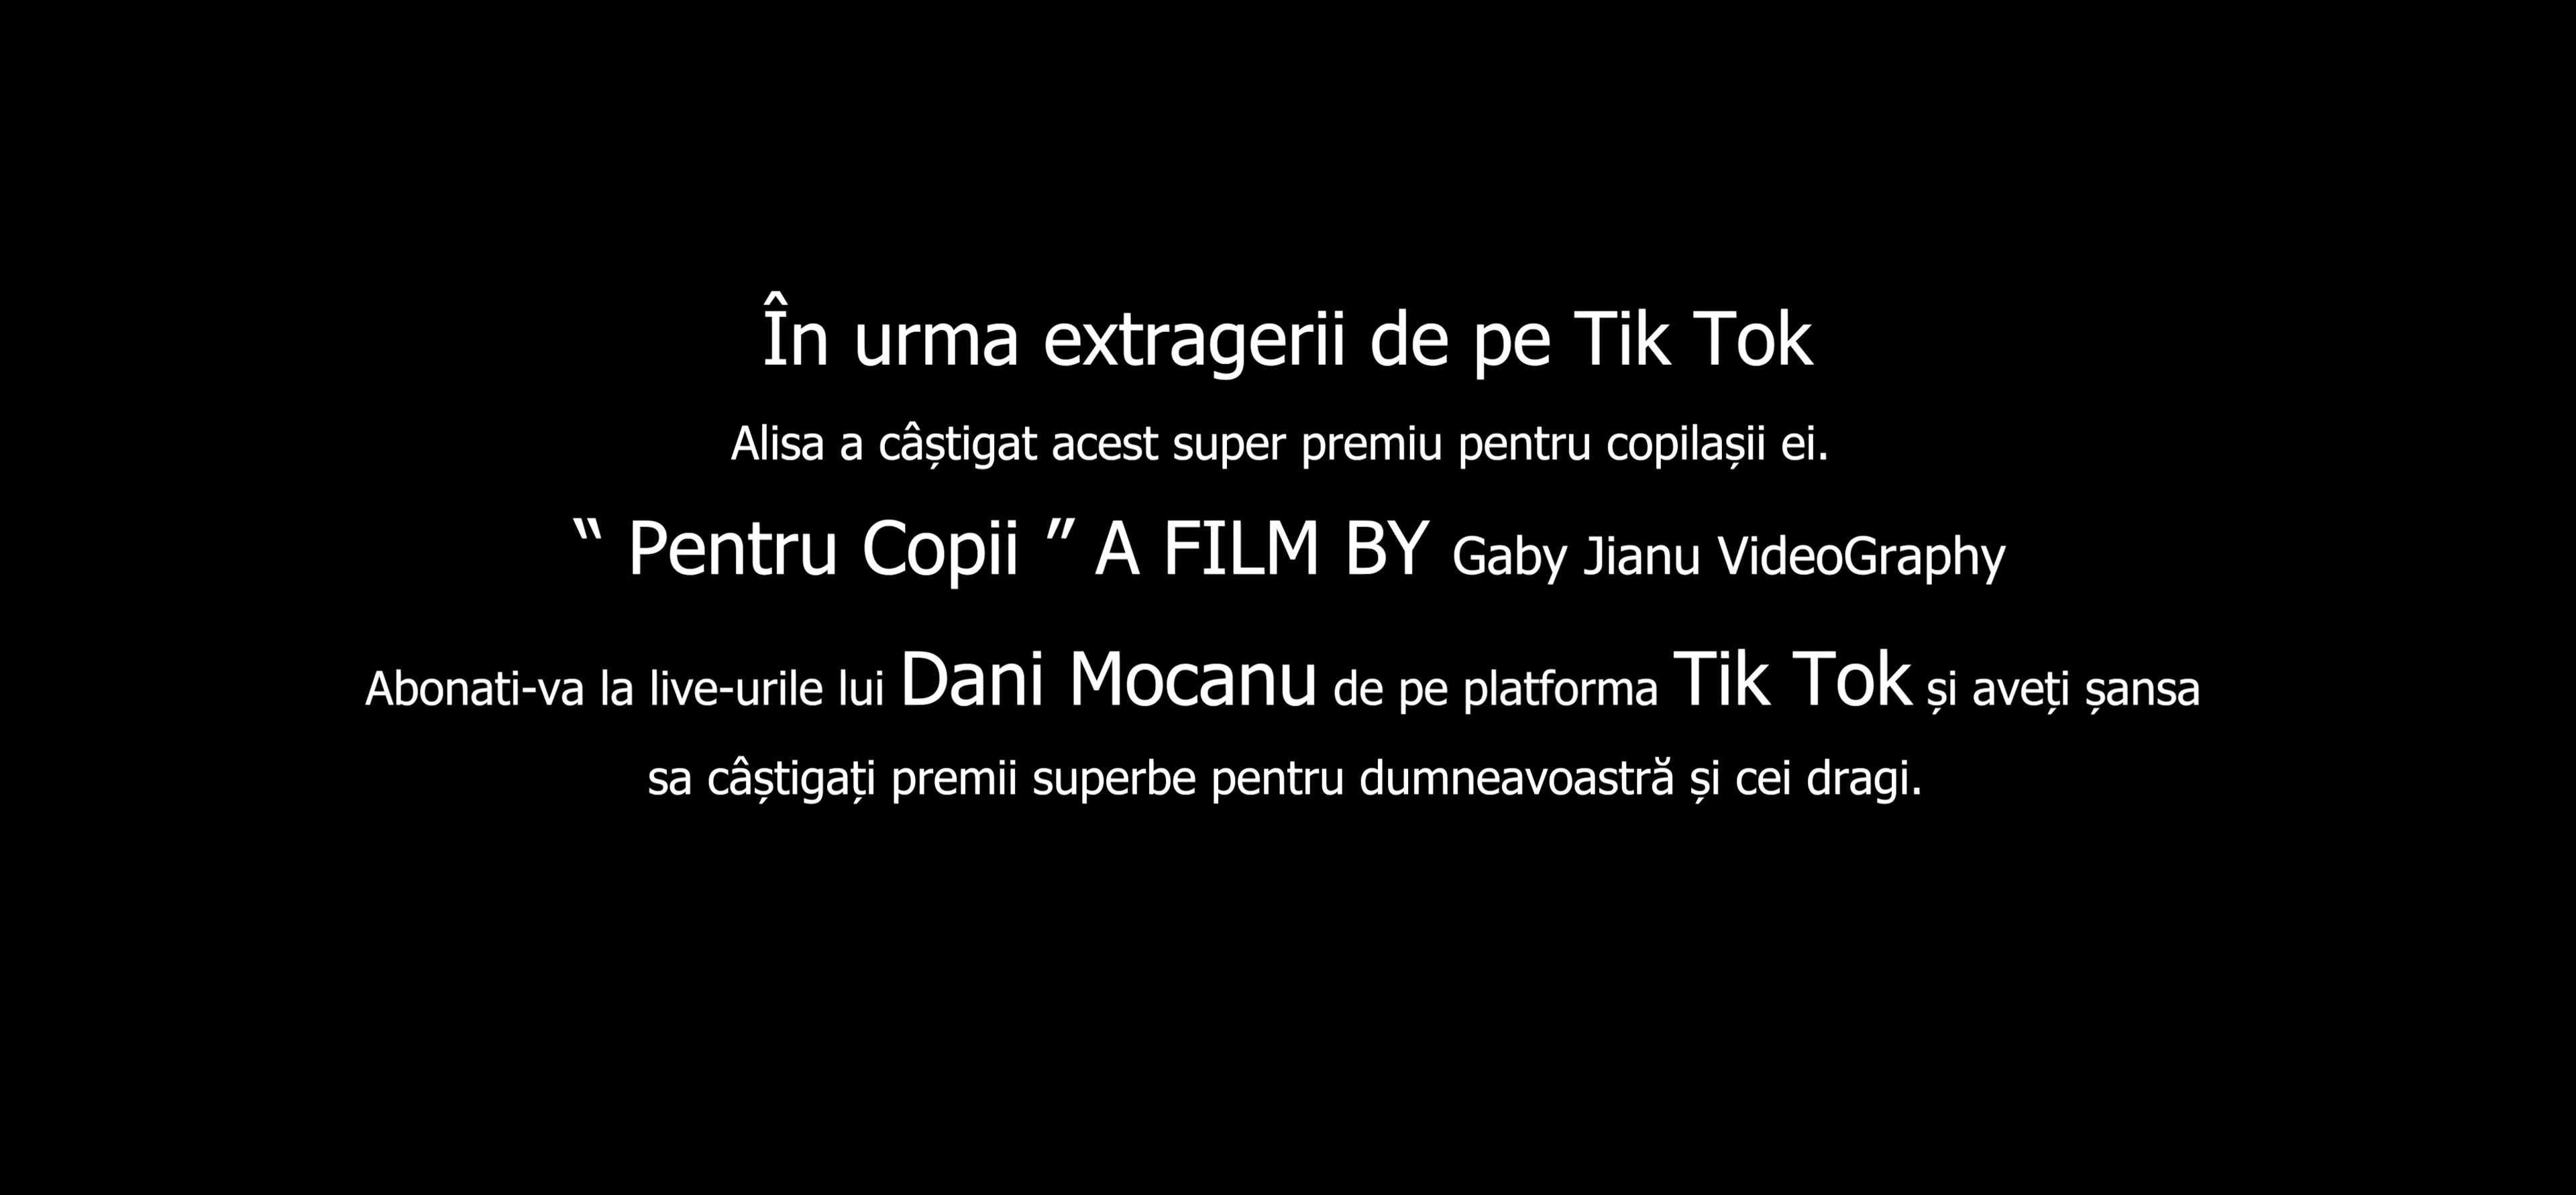 În urma extragerii de pe Tik Tok
Alisa a câștigat acest super premiu pentru copilașii ei.
“ Pentru Copii ” A FILM BY Gaby Jianu VideoGraphy
Abonati-va la live-urile lui Dani Mocanu de pe platforma Tik Tok și aveți șansa
sa câștigați premii superbe pentru dumneavoastră și cei dragi.